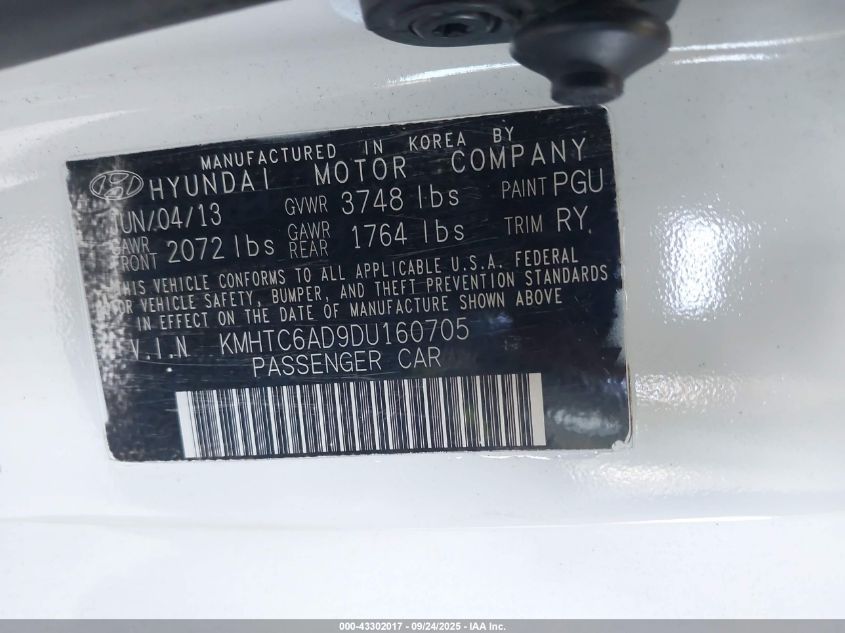 MANUFACTURED IN KOREA BY
HYUNDAI MOTOR COMPANY
JUN/04/13 GVWR 3748 lbs PAINT PGU
GAWR FRONT 2072 lbs GAWR REAR 1764 lbs TRIM RY
THIS VEHICLE CONFORMS TO ALL APPLICABLE U.S.A. FEDERAL
MOTOR VEHICLE SAFETY, BUMPER, AND THEFT PREVENTION STANDARDS
IN EFFECT ON THE DATE OF MANUFACTURE SHOWN ABOVE
V.I.N KMHTC6AD9DU160705
PASSENGER CAR
000-43302017 - 09/24/2025 - IAA Inc.